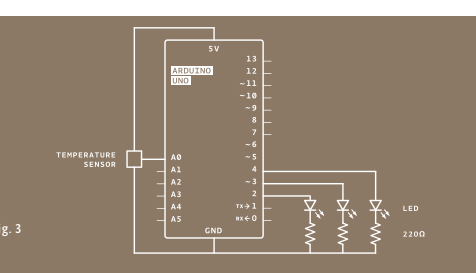 5V
ARDUINO
UNO
13
12
~11
~10
~9
8
7
~6
~5
4
~3
2
TX→1
RX←0
A0
A1
A2
A3
A4
A5
GND
TEMPERATURE
SENSOR
LED
220Ω
g. 3